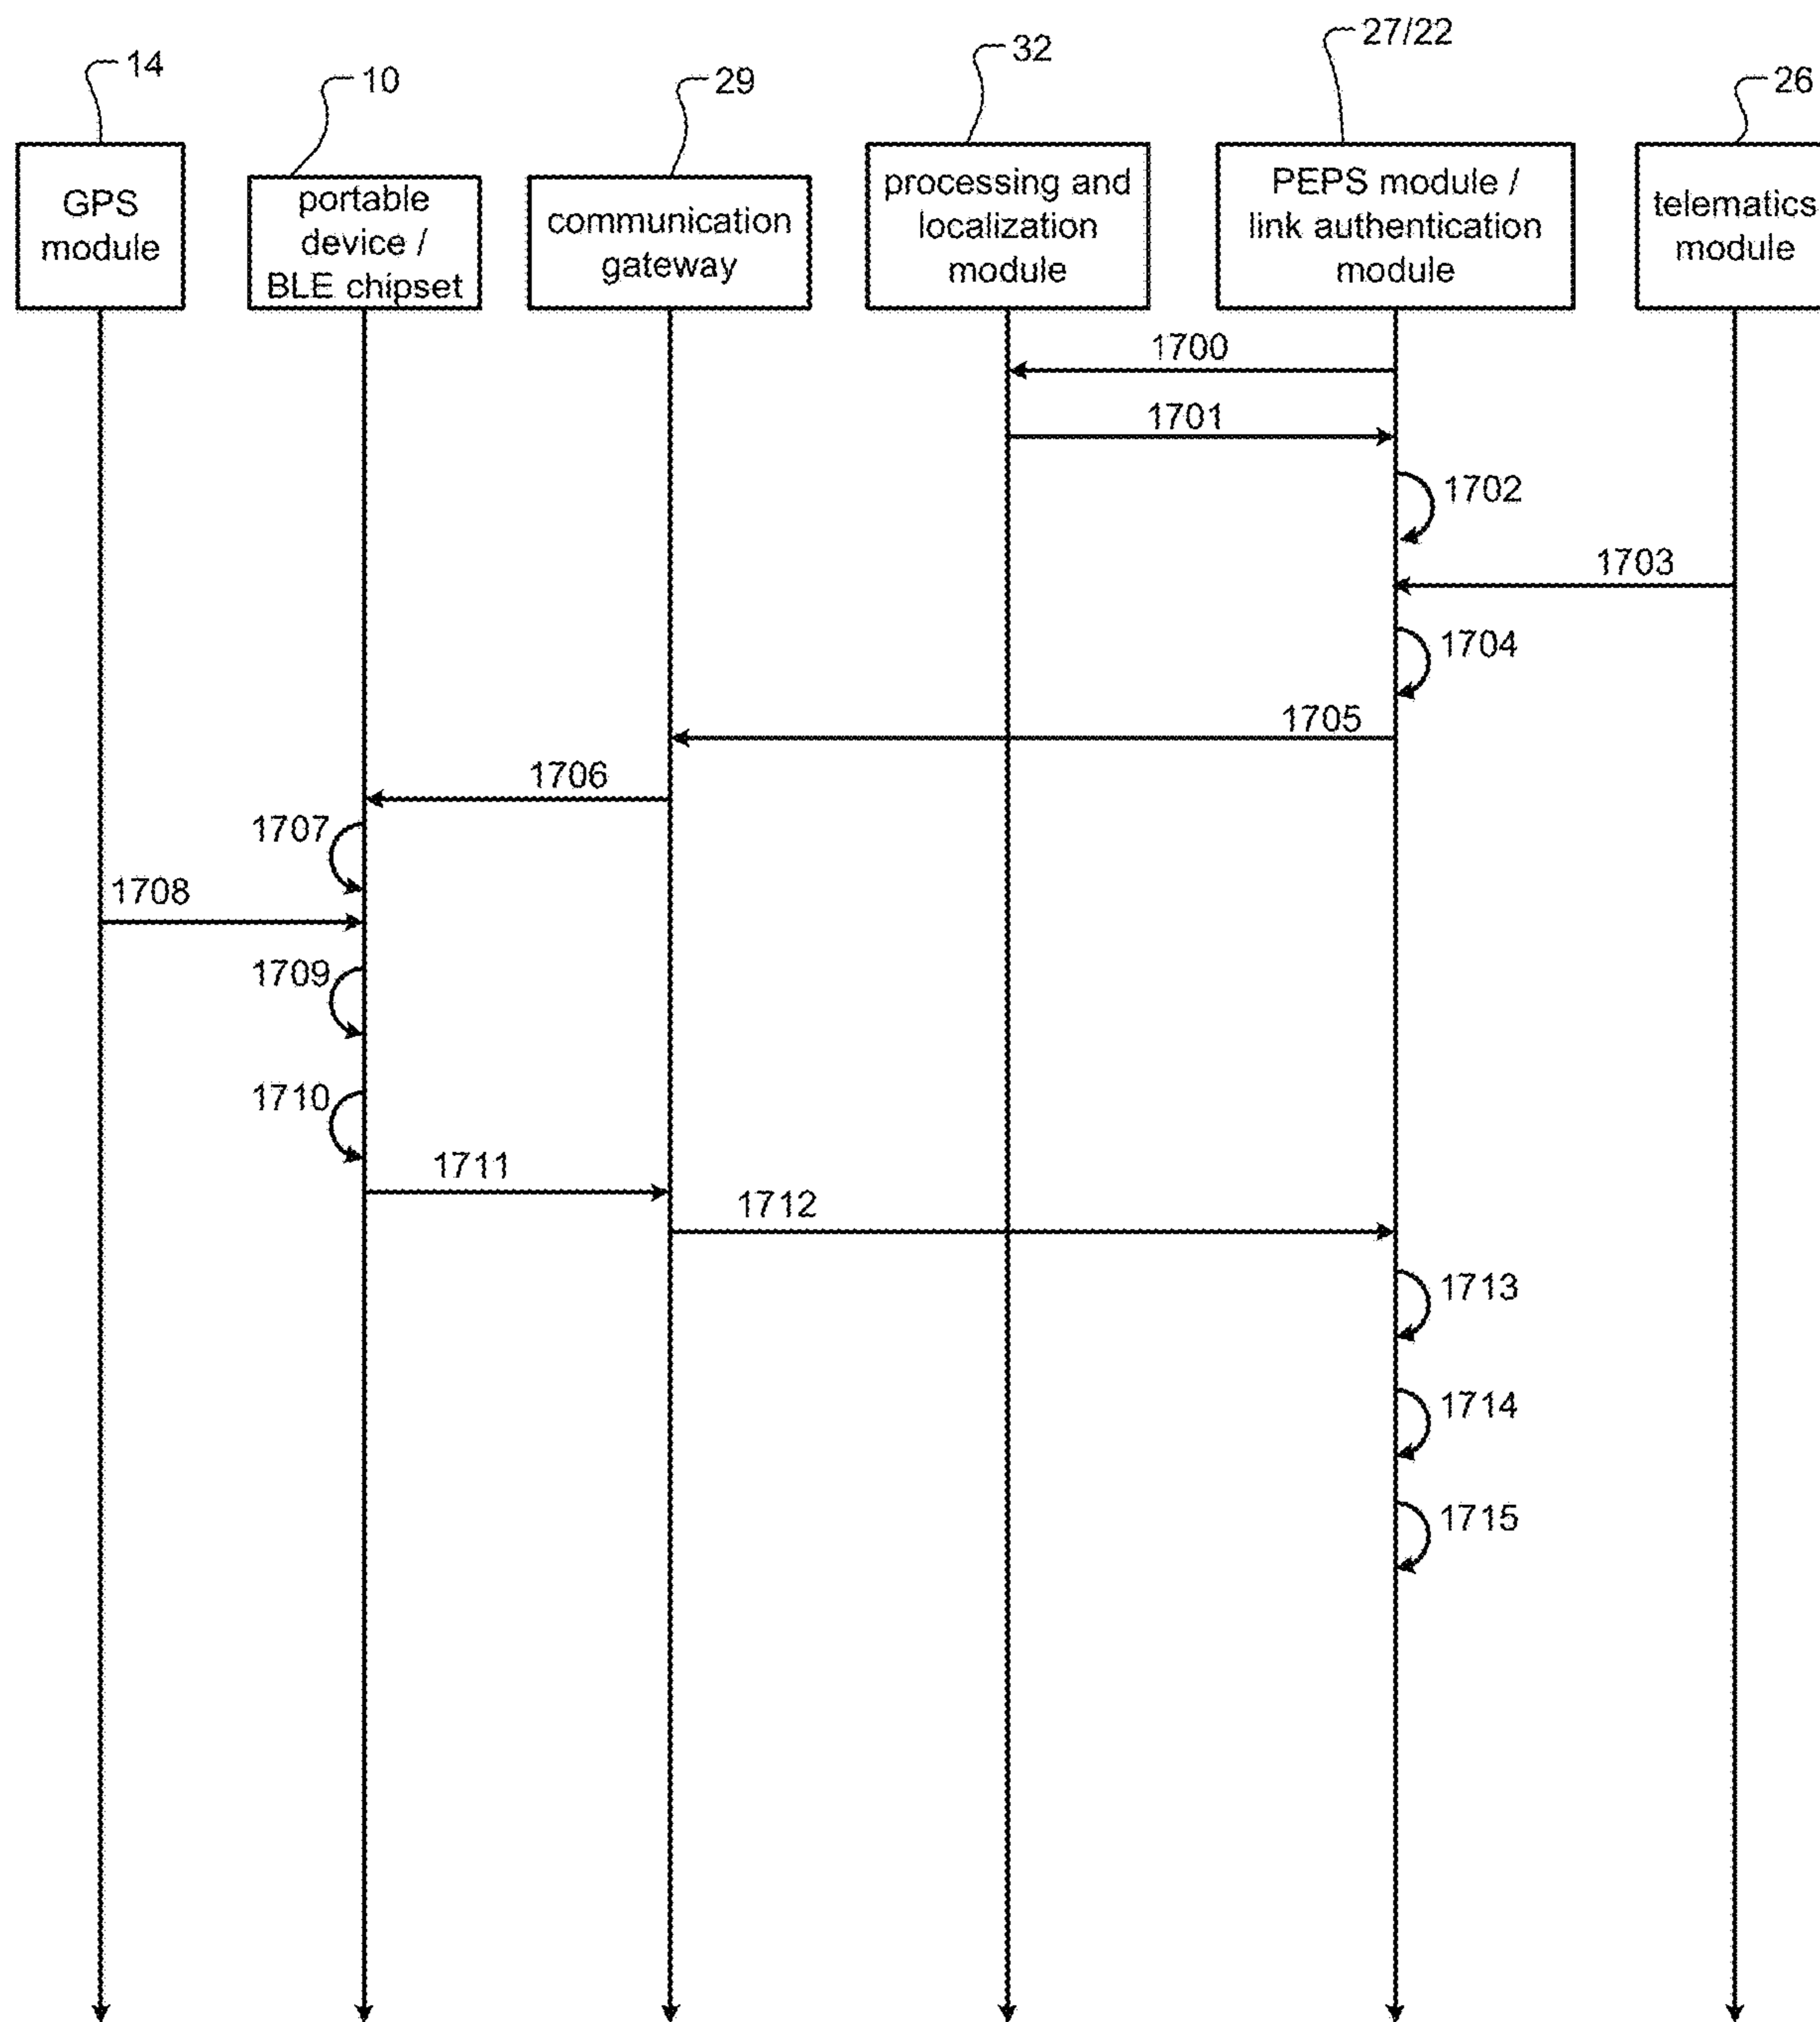 14
10
29
32
27/22
26
GPS
module
portable
device /
BLE chipset
communication
gateway
processing and
localization
module
PEPS module /
link authentication
module
telematics
module
1700
1701
1702
1703
1704
1705
1706
1707
1708
1709
1710
1711
1712
1713
1714
1715